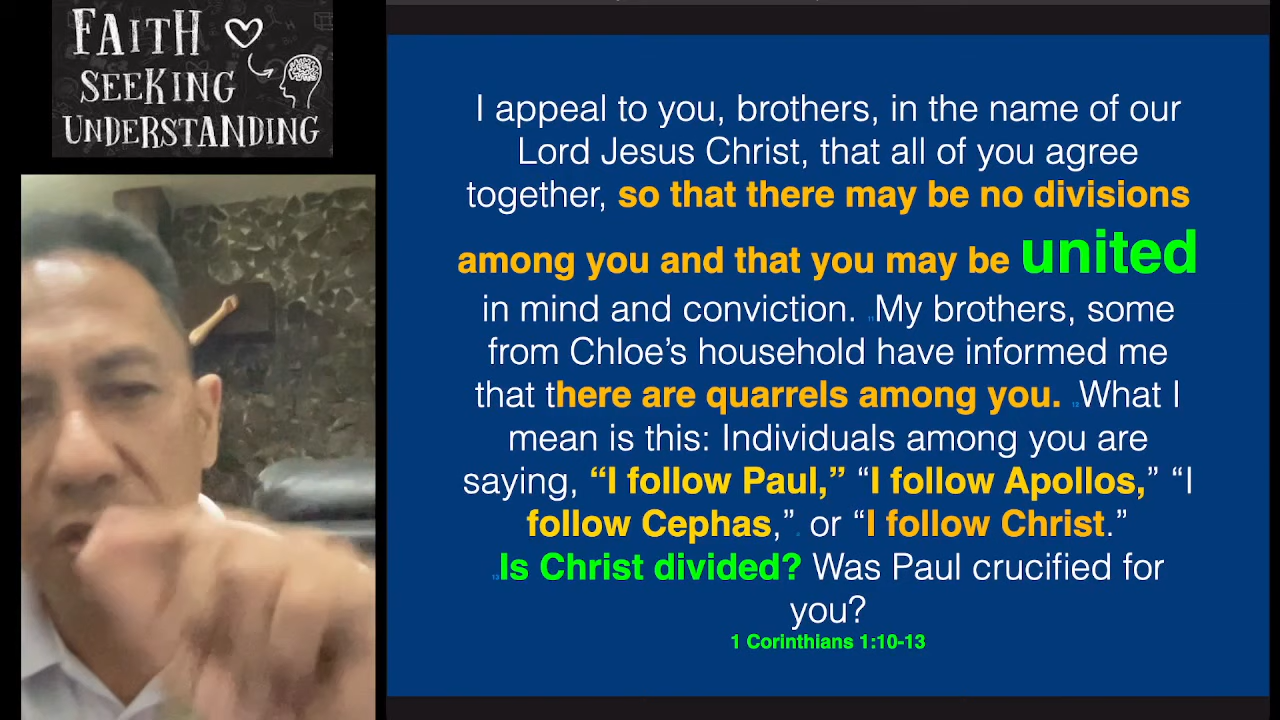 FAITH
SEEKING
UNDERSTANDING
I appeal to you, brothers, in the name of our
Lord Jesus Christ, that all of you agree
together, so that there may be no divisions
among you and that you may be united
in mind and conviction. My brothers, some
from Chloe’s household have informed me
that there are quarrels among you. What I
mean is this: Individuals among you are
saying, “I follow Paul,” “I follow Apollos,” “I
follow Cephas,” or “I follow Christ.”
Is Christ divided? Was Paul crucified for
you?
1 Corinthians 1:10-13